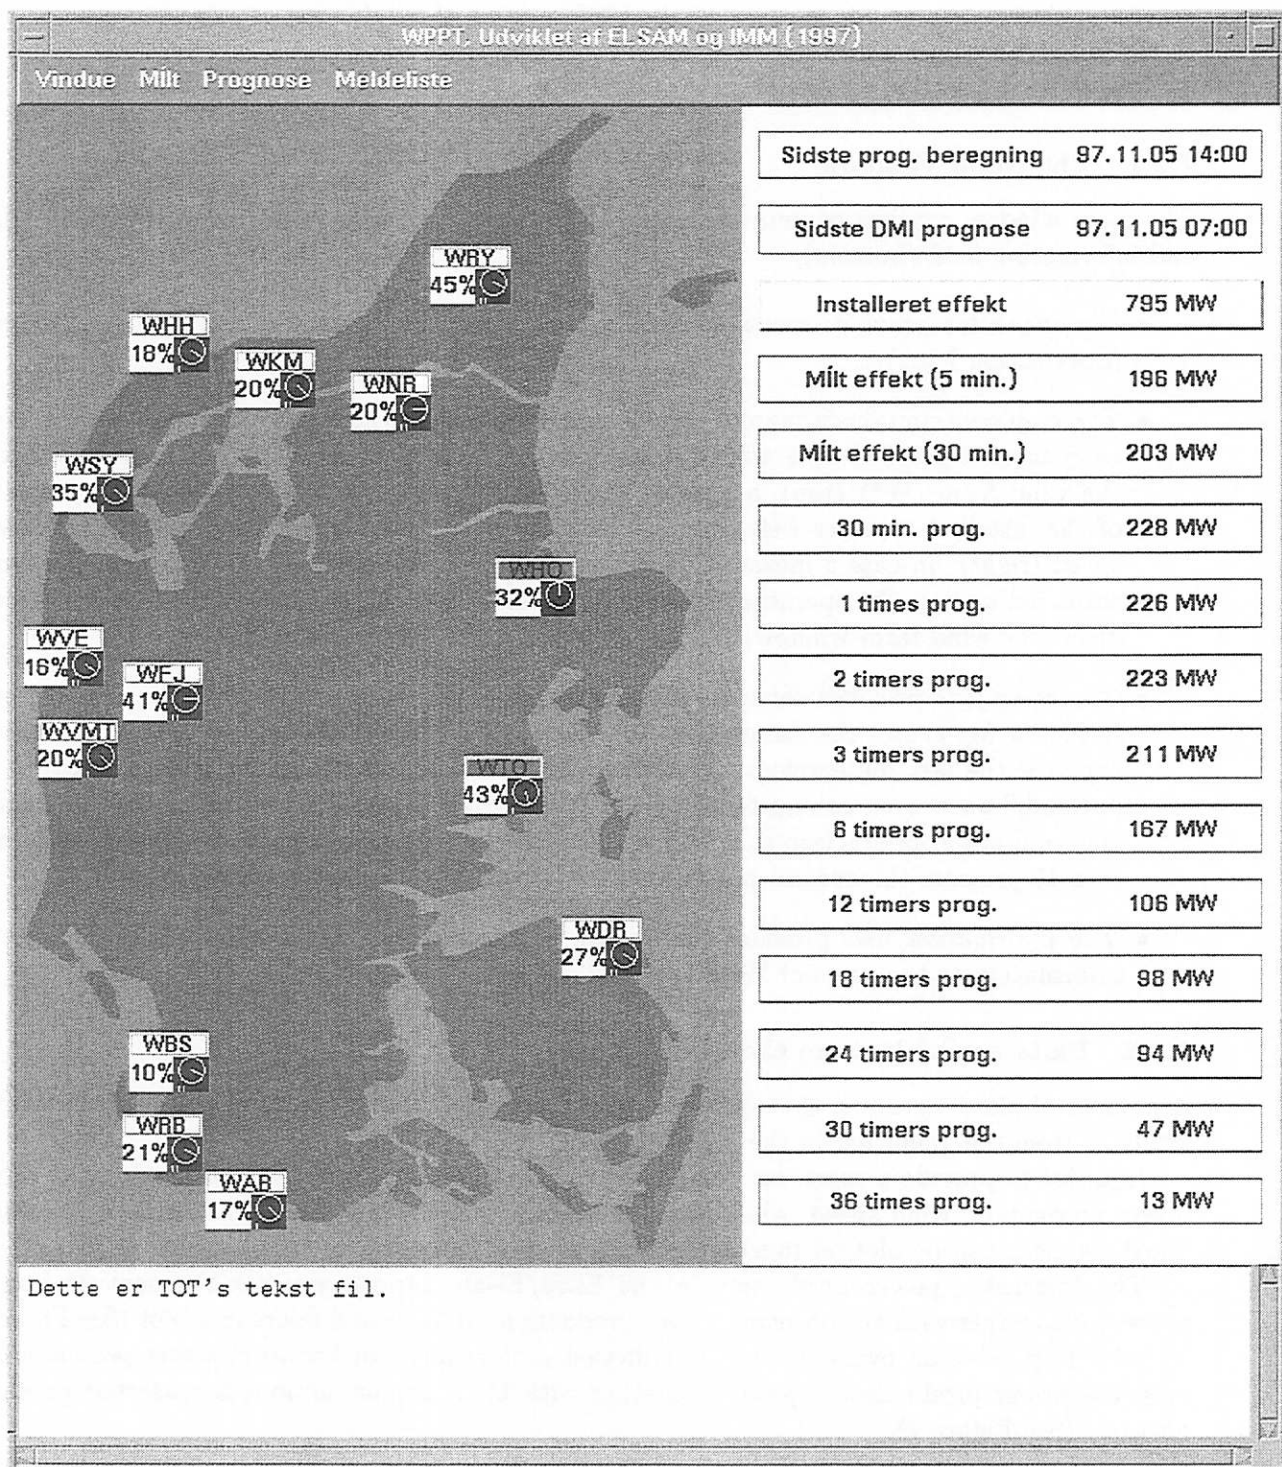 WPPT, Udviklet af ELSAM og IMM (1997)
Vindue MÍlt Prognose Meldeliste
WRY
45%
WHH
18%
WKM
20%
WNR
20%
WSY
35%
WHO
32%
WVE
16%
WFJ
41%
WVMT
20%
WTO
43%
WDR
27%
WBS
10%
WRB
21%
WAB
17%
Sidste prog. beregning 97.11.05 14:00
Sidste DMI prognose 97.11.05 07:00
Installeret effekt 795 MW
MÍlt effekt (5 min.) 196 MW
MÍlt effekt (30 min.) 203 MW
30 min. prog. 228 MW
1 times prog. 226 MW
2 timers prog. 223 MW
3 timers prog. 211 MW
6 timers prog. 167 MW
12 timers prog. 106 MW
18 timers prog. 98 MW
24 timers prog. 94 MW
30 timers prog. 47 MW
36 times prog. 13 MW
Dette er TOT's tekst fil.